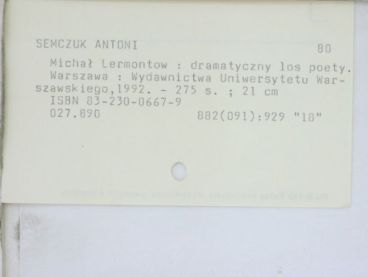 SEMCZUK ANTONI BO
Michał Lermontow : dramatyczny los poety.
Warszawa : Wydawnictwa Uniwersytetu War-
szawskiego,1992. - 275 s. ; 21 cm
ISBN 83-230-0667-9
027.890 882(091):929 "18"